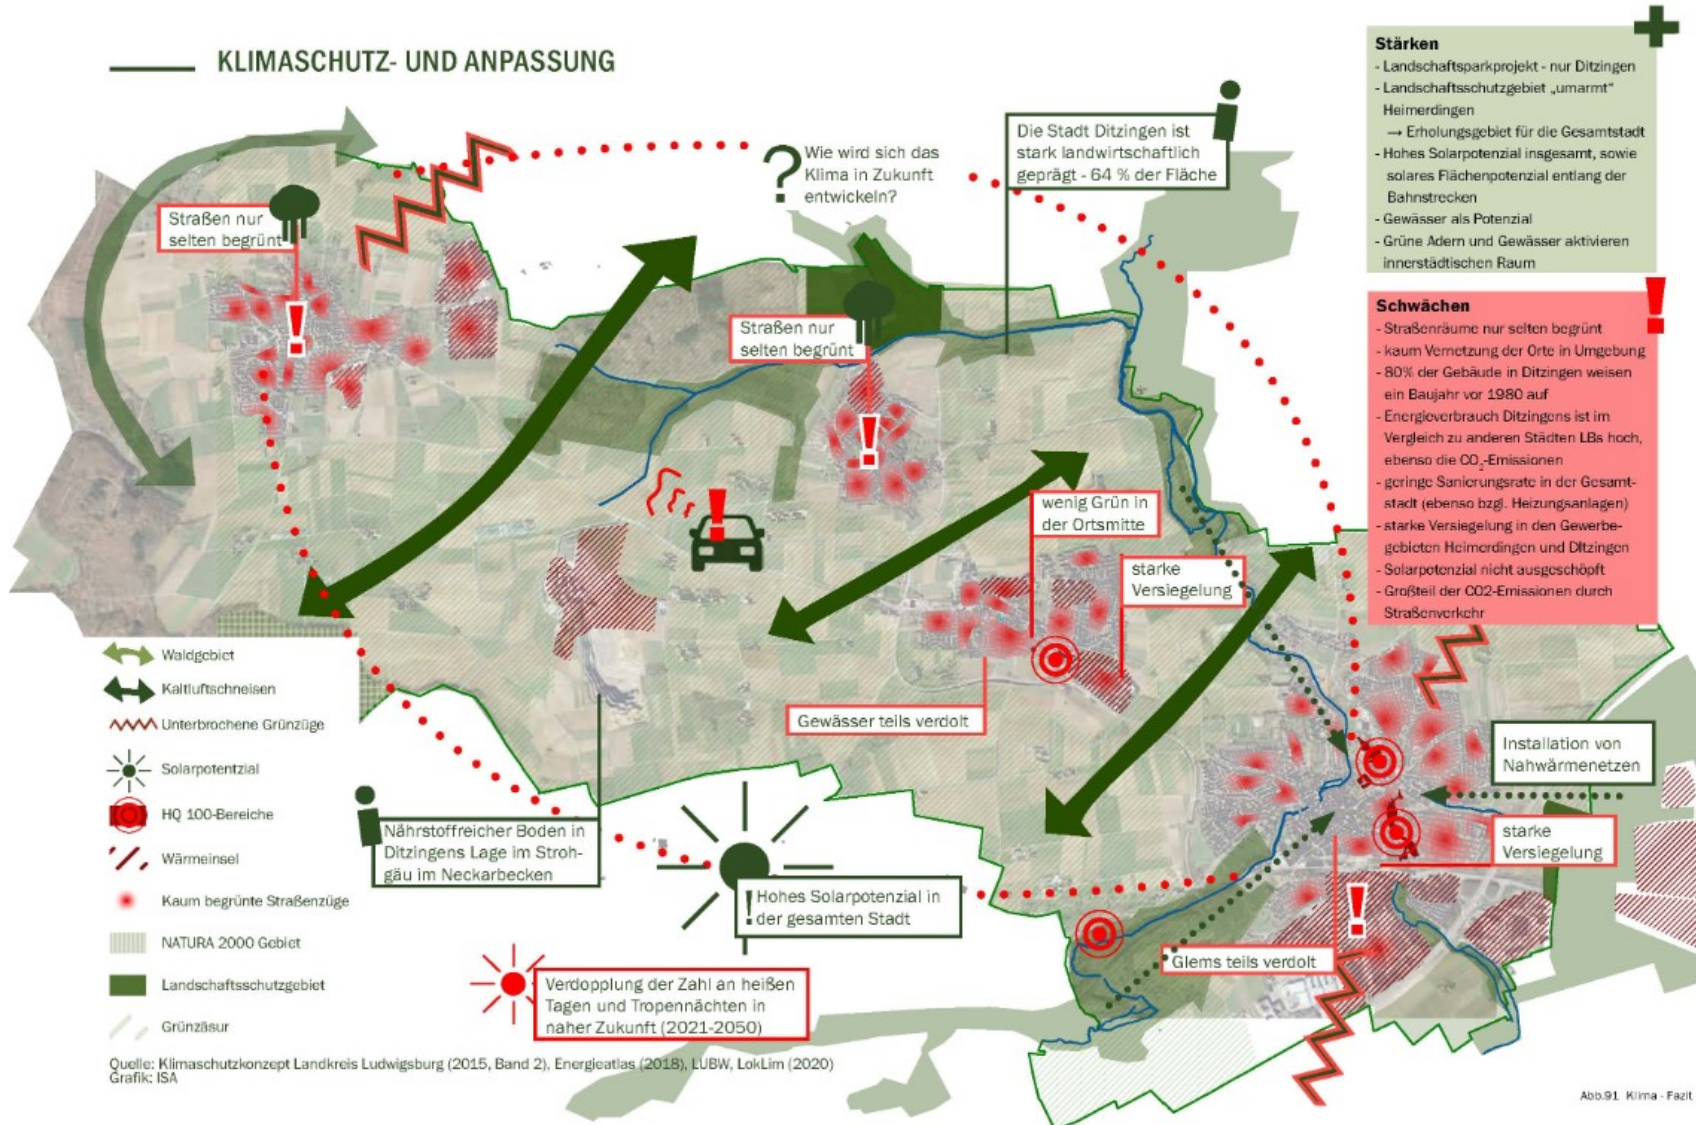 KLIMASCHUTZ- UND ANPASSUNG
Stärken
- Landschaftsparkprojekt - nur Ditzingen
- Landschaftsschutzgebiet „umarmt“
Heimerdingen
→ Erholungsgebiet für die Gesamtstadt
- Hohes Solarpotenzial insgesamt, sowie
solares Flächenpotenzial entlang der
Bahnstrecken
- Gewässer als Potenzial
- Grüne Adern und Gewässer aktivieren
innerstädtischen Raum
Die Stadt Ditzingen ist
stark landwirtschaftlich
geprägt - 64 % der Fläche
?
Wie wird sich das
Klima in Zukunft
entwickeln?
Straßen nur
selten begrünt
!
Straßen nur
selten begrünt
!
Schwächen
- Straßenräume nur selten begrünt
- kaum Vernetzung der Orte in Umgebung
- 80% der Gebäude in Ditzingen weisen
ein Baujahr vor 1980 auf
- Energieverbrauch Ditzingens ist im
Vergleich zu anderen Städten LBs hoch,
ebenso die CO₂-Emissionen
- geringe Sanierungsrate in der Gesamt-
stadt (ebenso bzgl. Heizungsanlagen)
- starke Versiegelung in den Gewerbe-
gebieten Heimerdingen und DItzingen
- Solarpotenzial nicht ausgeschöpft
- Großteil der CO2-Emissionen durch
Straßenverkehr
!
!
wenig Grün in
der Ortsmitte
starke
Versiegelung
Gewässer teils verdolt
Installation von
Nahwärmenetzen
starke
Versiegelung
!
Glems teils verdolt
Nährstoffreicher Boden in
Ditzingens Lage im Stroh-
gäu im Neckarbecken
! Hohes Solarpotenzial in
der gesamten Stadt
Verdopplung der Zahl an heißen
Tagen und Tropennächten in
naher Zukunft (2021-2050)
Waldgebiet
Kaltluftschneisen
Unterbrochene Grünzüge
Solarpotentzial
HQ 100-Bereiche
Wärmeinsel
Kaum begrünte Straßenzüge
NATURA 2000 Gebiet
Landschaftsschutzgebiet
Grünzäsur
Quelle: Klimaschutzkonzept Landkreis Ludwigsburg (2015, Band 2), Energieatlas (2018), LUBW, LokLim (2020)
Grafik: ISA
Abb.91 Klima - Fazit